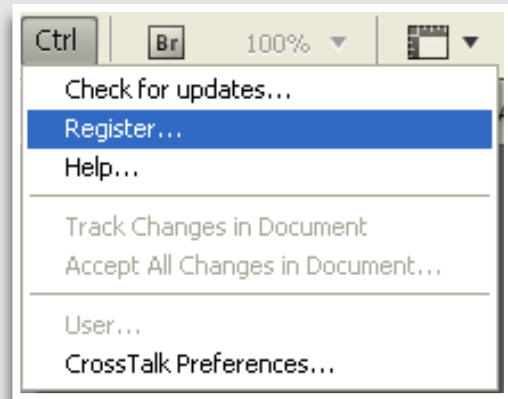 Ctrl Br 100%
Check for updates...
Register...
Help...
Track Changes in Document
Accept All Changes in Document...
User...
CrossTalk Preferences...